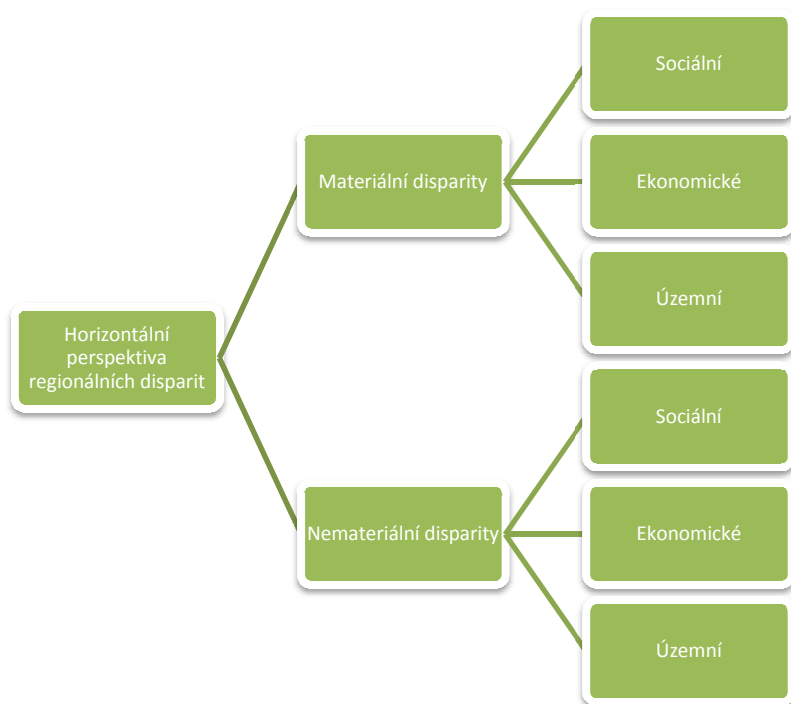 Horizontální
perspektiva
regionálních disparit
Materiální disparity
Sociální
Ekonomické
Územní
Nemateriální disparity
Sociální
Ekonomické
Územní